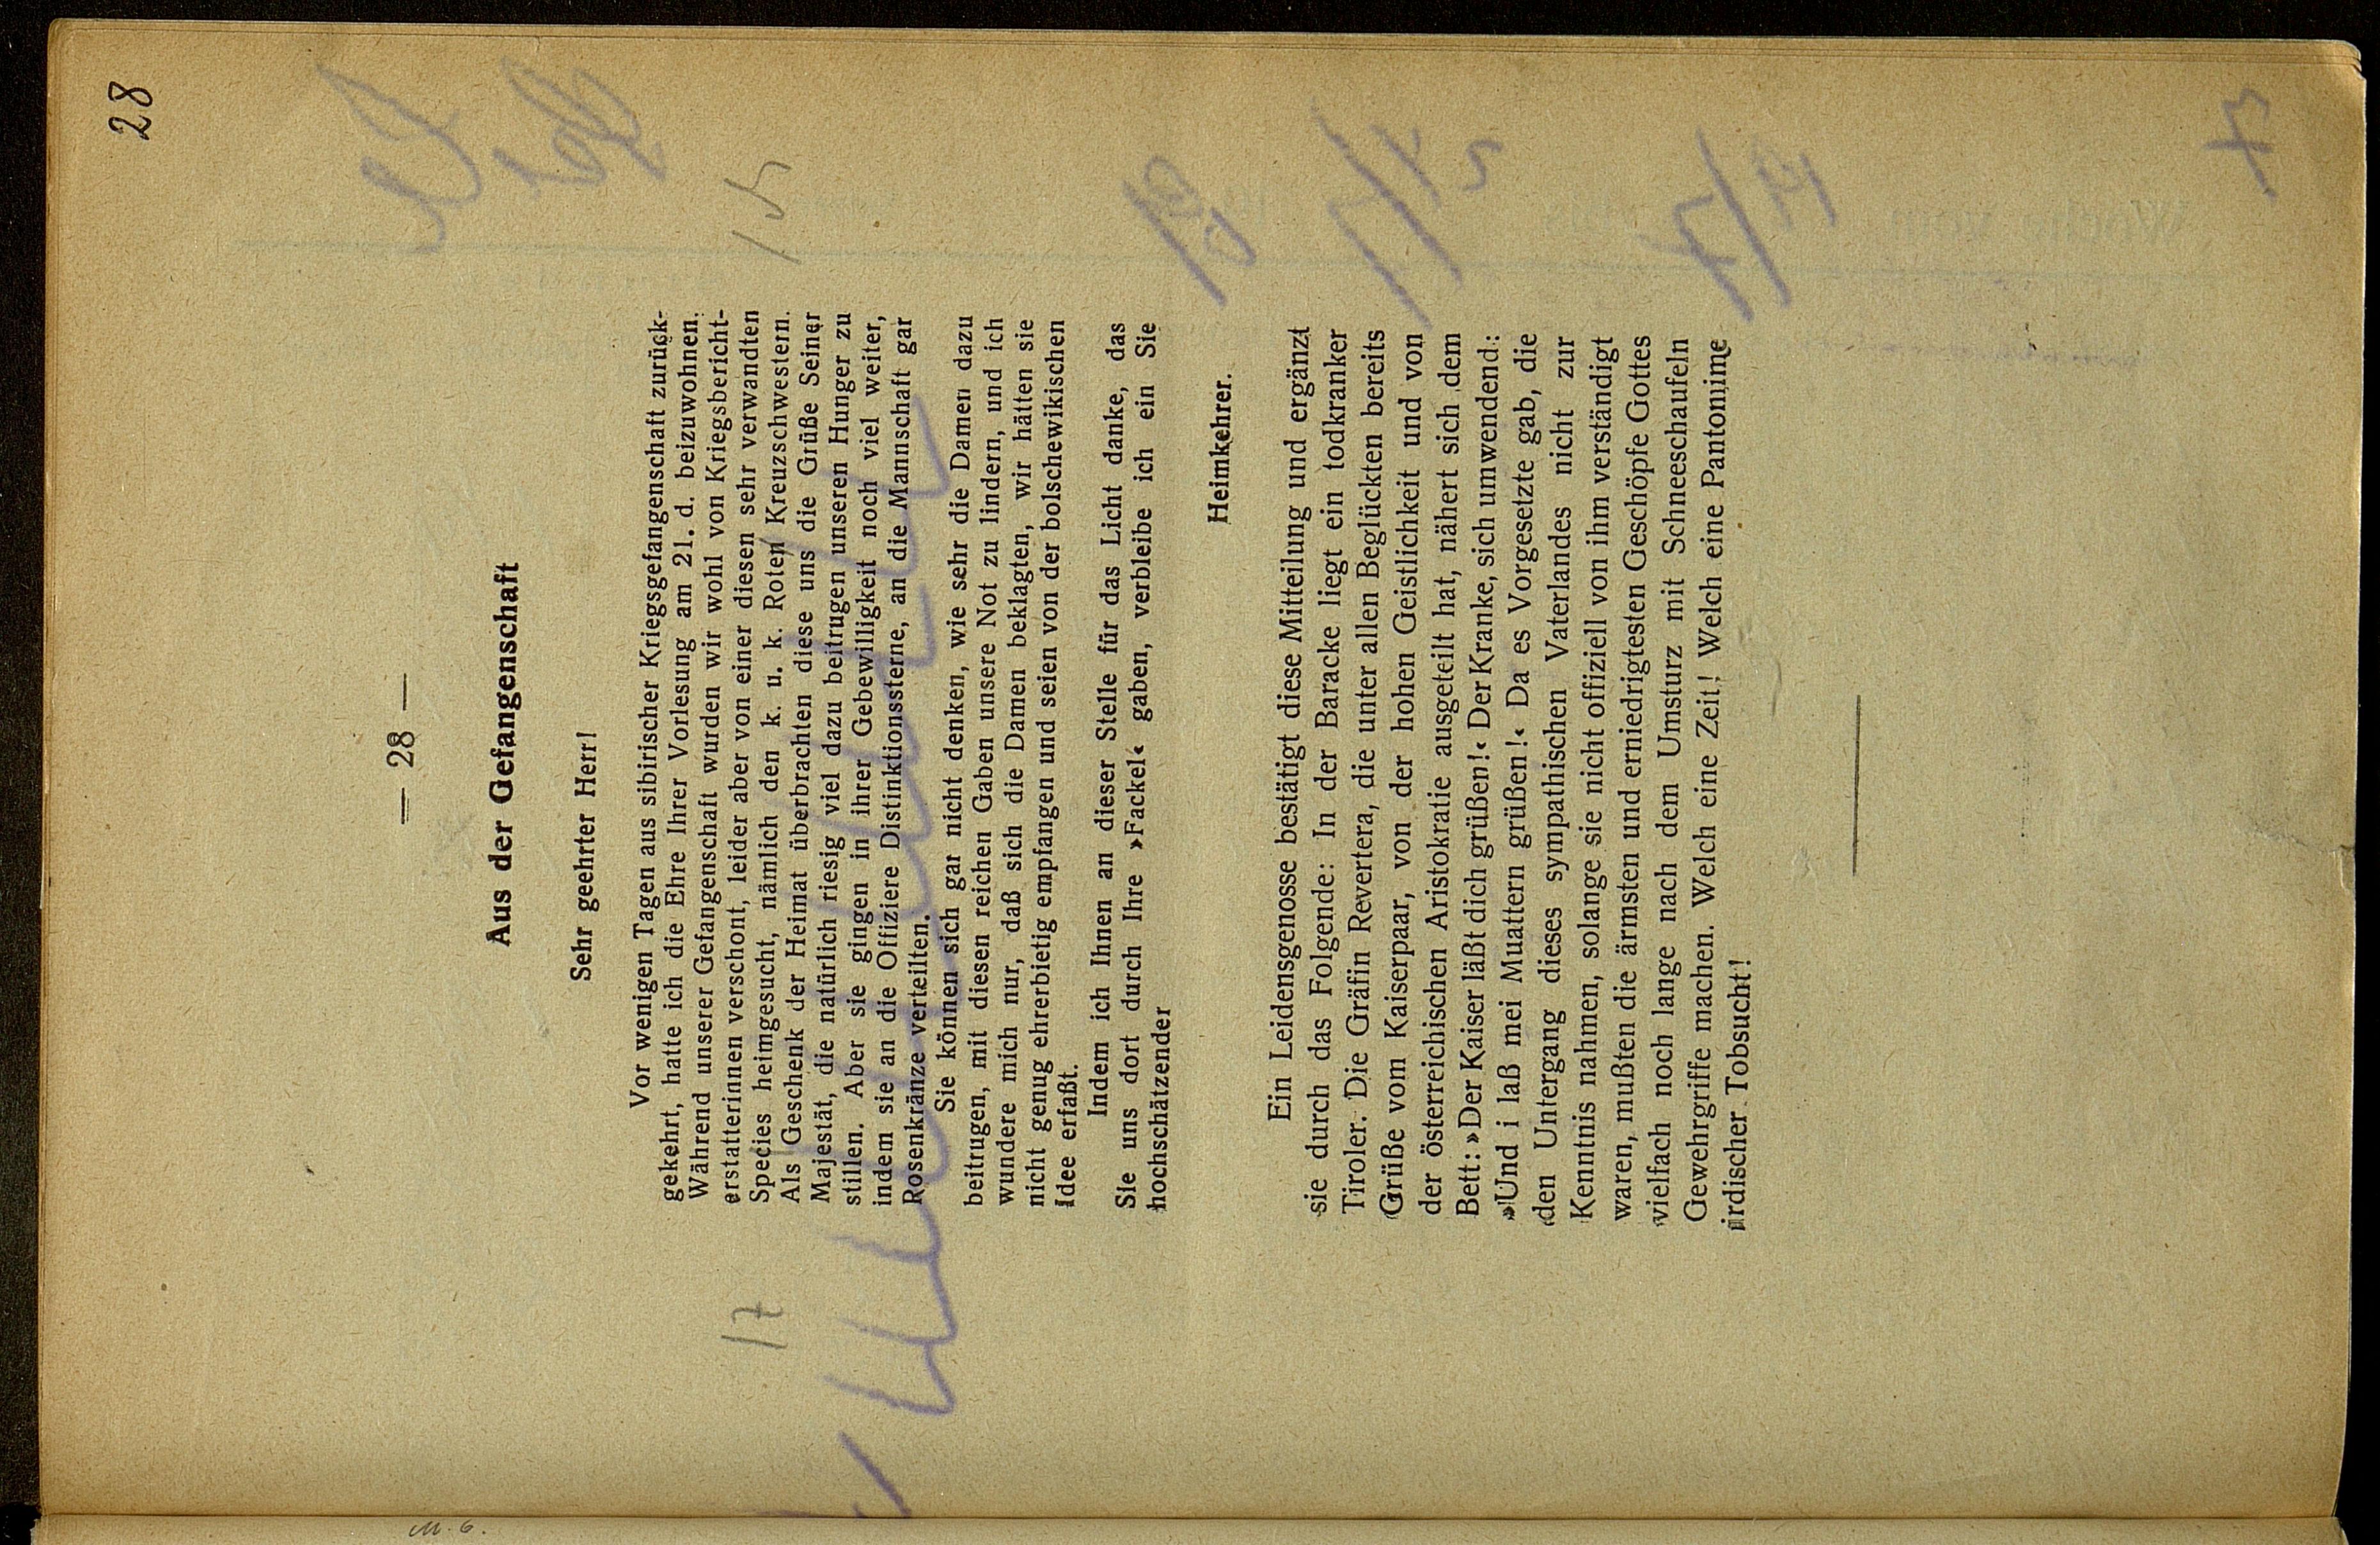 28
— 28 —
Aus der Gefangenschaft
Sehr geehrter Herr!
Vor wenigen Tagen aus sibirischer Kriegsgefangenschaft zurück-
gekehrt, hatte ich die Ehre Ihrer Vorlesung am 21. d. beizuwohnen.
Während unserer Gefangenschaft wurden wir wohl von Kriegsbericht-
erstatterinnen verschont, leider aber von einer diesen sehr verwandten
Species heimgesucht, nämlich den k. u. k. Roten Kreuzschwestern.
Als Geschenk der Heimat überbrachten diese uns die Grüße Seiner
Majestät, die natürlich riesig viel dazu beitrugen unseren Hunger zu
stillen. Aber sie gingen in ihrer Gebewilligkeit noch viel weiter,
indem sie an die Offiziere Distinktionssterne, an die Mannschaft gar
Rosenkränze verteilten.
Sie können sich gar nicht denken, wie sehr die Damen dazu
beitrugen, mit diesen reichen Gaben unsere Not zu lindern, und ich
wundere mich nur, daß sich die Damen beklagten, wir hätten sie
nicht genug ehrerbietig empfangen und seien von der bolschewikischen
Idee erfaßt.
Indem ich Ihnen an dieser Stelle für das Licht danke, das
Sie uns dort durch Ihre »Fackel« gaben, verbleibe ich ein Sie
hochschätzender
Heimkehrer.
Ein Leidensgenosse bestätigt diese Mitteilung und ergänzt
sie durch das Folgende: In der Baracke liegt ein todkranker
Tiroler. Die Gräfin Revertera, die unter allen Beglückten bereits
Grüße vom Kaiserpaar, von der hohen Geistlichkeit und von
der österreichischen Aristokratie ausgeteilt hat, nähert sich dem
Bett: »Der Kaiser läßt dich grüßen!« Der Kranke, sich umwendend:
»Und i laß mei Muattern grüßen!« Da es Vorgesetzte gab, die
den Untergang dieses sympathischen Vaterlandes nicht zur
Kenntnis nahmen, solange sie nicht offiziell von ihm verständigt
waren, mußten die ärmsten und erniedrigtesten Geschöpfe Gottes
vielfach noch lange nach dem Umsturz mit Schneeschaufeln
Gewehrgriffe machen. Welch eine Zeit! Welch eine Pantonime
irdischer Tobsucht!
17
M. 6.